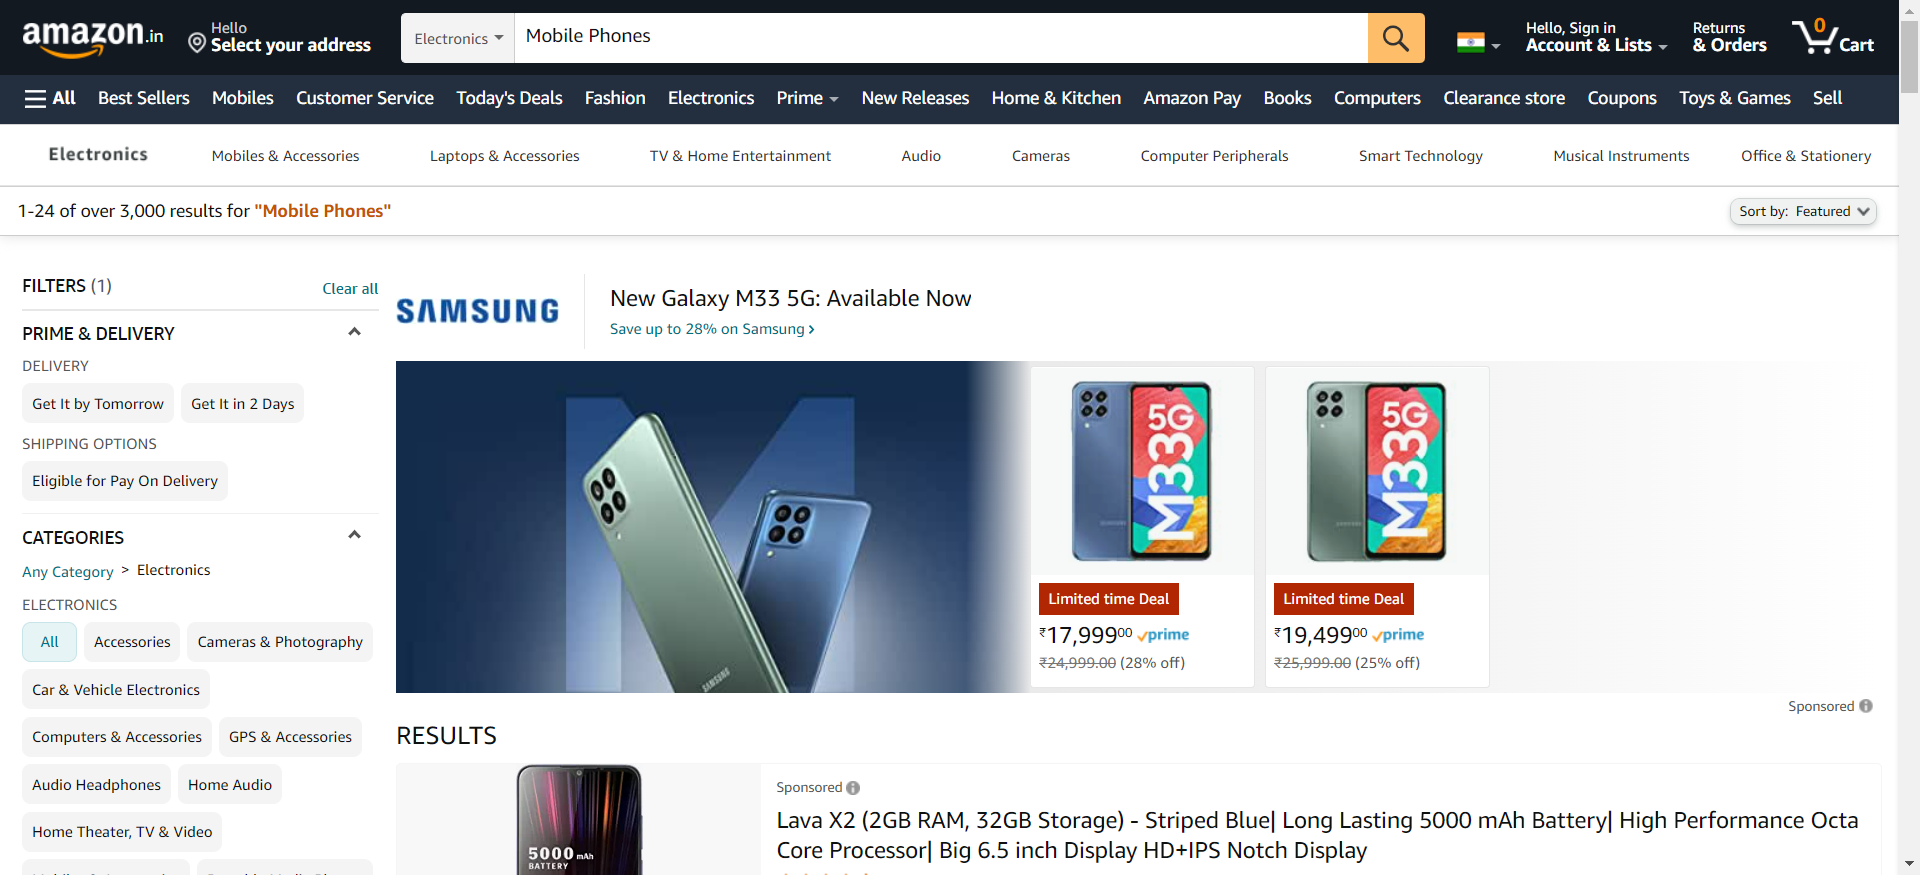 amazon.in
Hello
Select your address
Electronics
Mobile Phones
Hello, Sign in
Account & Lists
Returns
& Orders
0
Cart
All
Best Sellers
Mobiles
Customer Service
Today's Deals
Fashion
Electronics
Prime
New Releases
Home & Kitchen
Amazon Pay
Books
Computers
Clearance store
Coupons
Toys & Games
Sell
Electronics
Mobiles & Accessories
Laptops & Accessories
TV & Home Entertainment
Audio
Cameras
Computer Peripherals
Smart Technology
Musical Instruments
Office & Stationery
1-24 of over 3,000 results for "Mobile Phones"
Sort by: Featured
FILTERS (1)
Clear all
PRIME & DELIVERY
DELIVERY
Get It by Tomorrow
Get It in 2 Days
SHIPPING OPTIONS
Eligible for Pay On Delivery
CATEGORIES
Any Category > Electronics
ELECTRONICS
All
Accessories
Cameras & Photography
Car & Vehicle Electronics
Computers & Accessories
GPS & Accessories
Audio Headphones
Home Audio
Home Theater, TV & Video
SAMSUNG
New Galaxy M33 5G: Available Now
Save up to 28% on Samsung ›
SAMSUNG
5G
M33
Limited time Deal
₹17,99900 prime
₹24,999.00 (28% off)
5G
M33
Limited time Deal
₹19,49900 prime
₹25,999.00 (25% off)
Sponsored
RESULTS
5000 mAh
BATTERY
Sponsored
Lava X2 (2GB RAM, 32GB Storage) - Striped Blue| Long Lasting 5000 mAh Battery| High Performance Octa
Core Processor| Big 6.5 inch Display HD+IPS Notch Display